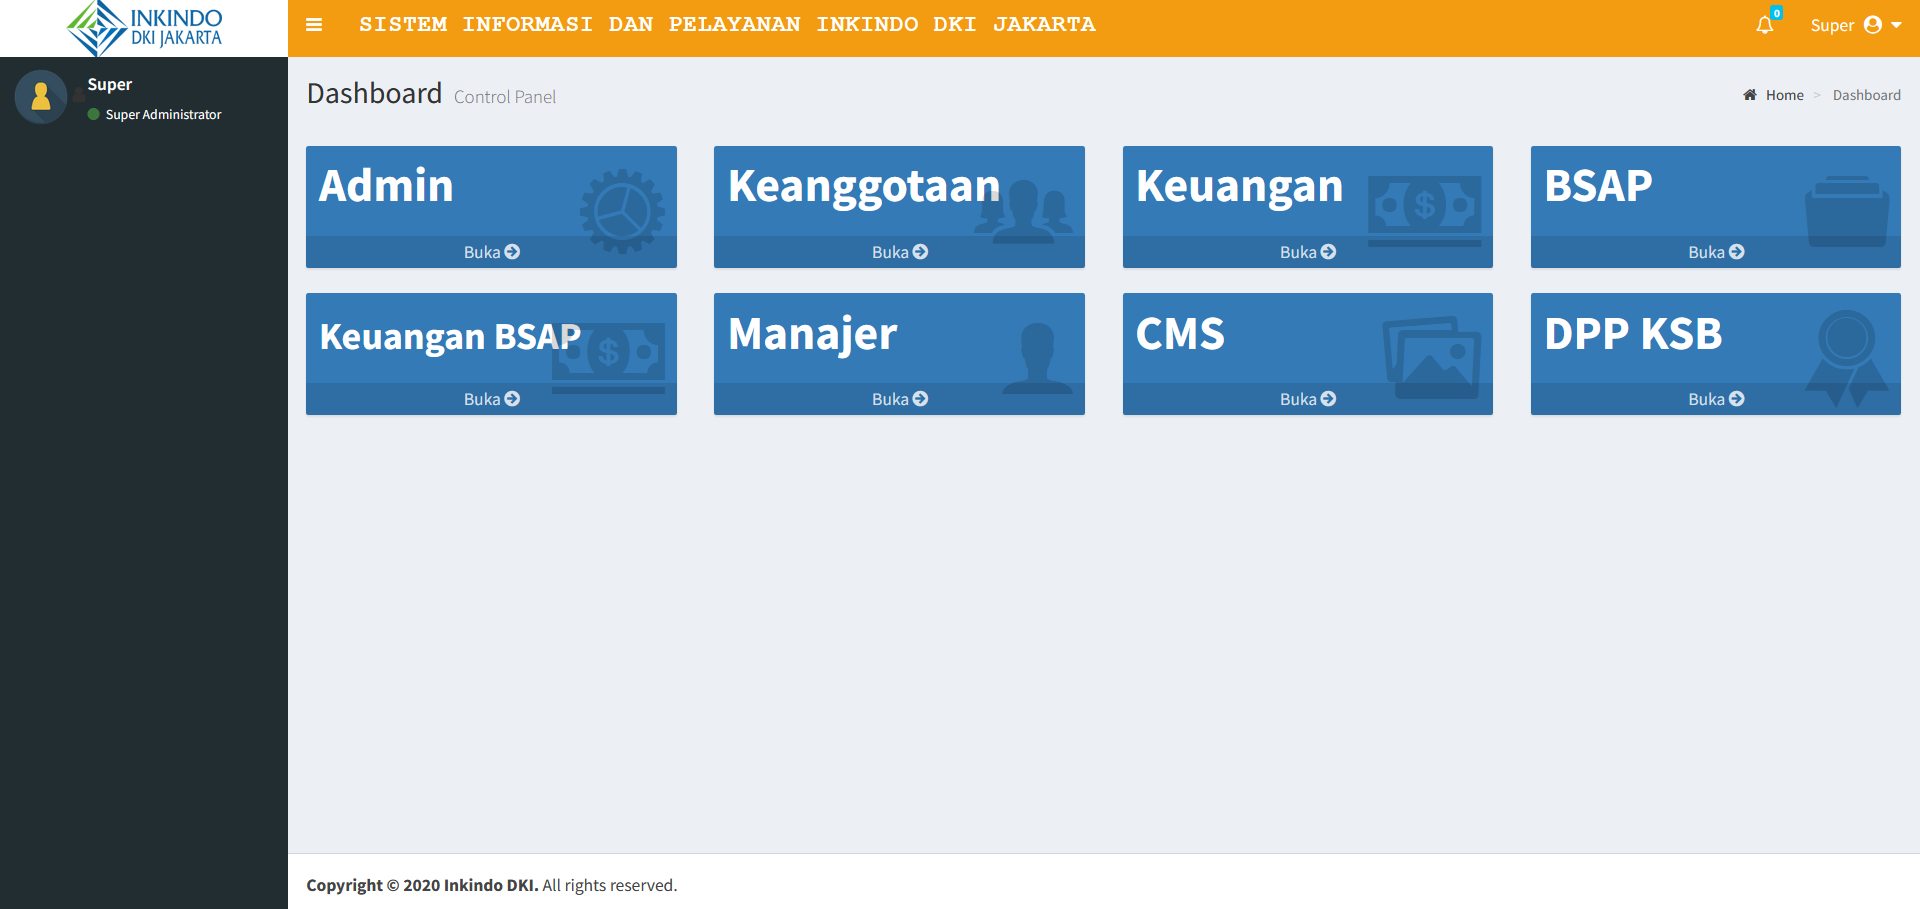 INKINDO
DKI JAKARTA
SISTEM INFORMASI DAN PELAYANAN INKINDO DKI JAKARTA
0
Super
Super
Super Administrator
Dashboard Control Panel
Home > Dashboard
Admin
Buka
Keanggotaan
Buka
Keuangan
Buka
BSAP
Buka
Keuangan BSAP
Buka
Manajer
Buka
CMS
Buka
DPP KSB
Buka
Copyright © 2020 Inkindo DKI. All rights reserved.